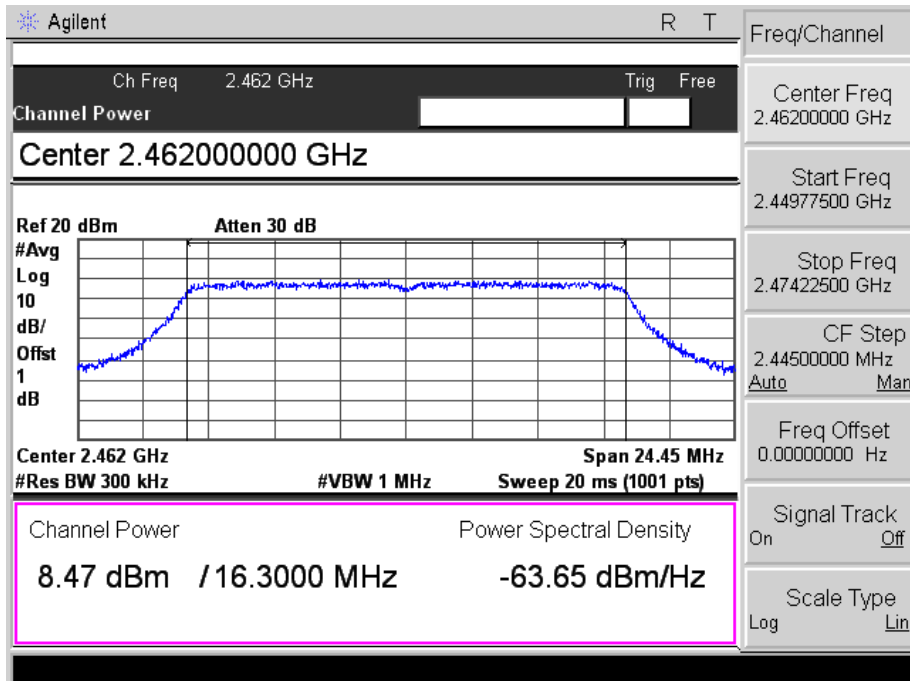 Agilent R T
Ch Freq 2.462 GHz Trig Free
Channel Power
Center 2.462000000 GHz
Ref 20 dBm Atten 30 dB
#Avg
Log
10
dB/
Offst
1
dB
Center 2.462 GHz Span 24.45 MHz
#Res BW 300 kHz #VBW 1 MHz Sweep 20 ms (1001 pts)
Channel Power Power Spectral Density
8.47 dBm / 16.3000 MHz -63.65 dBm/Hz
Freq/Channel
Center Freq
2.46200000 GHz
Start Freq
2.44977500 GHz
Stop Freq
2.47422500 GHz
CF Step
2.44500000 MHz
Auto Man
Freq Offset
0.00000000 Hz
Signal Track
On Off
Scale Type
Log Lin